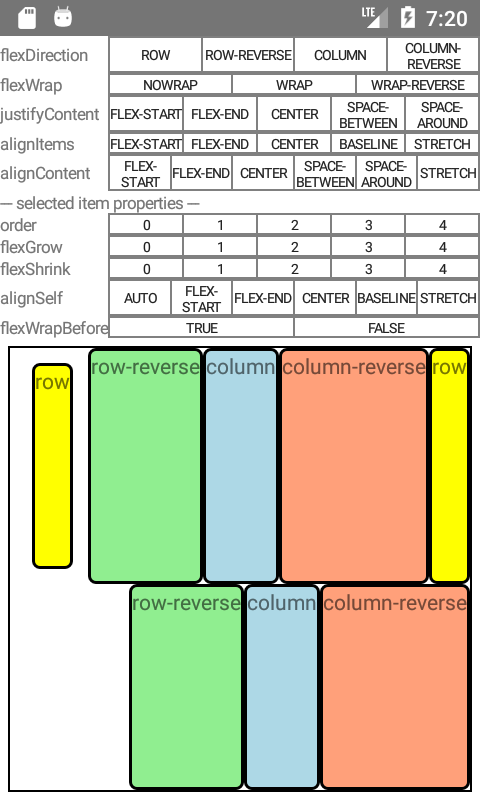 LTE 7:20
flexDirection ROW ROW-REVERSE COLUMN COLUMN-
REVERSE
flexWrap NOWRAP WRAP WRAP-REVERSE
justifyContent FLEX-START FLEX-END CENTER SPACE-
BETWEEN SPACE-
AROUND
alignItems FLEX-START FLEX-END CENTER BASELINE STRETCH
alignContent FLEX-
START FLEX-END CENTER SPACE-
BETWEEN SPACE-
AROUND STRETCH
--- selected item properties ---
order 0 1 2 3 4
flexGrow 0 1 2 3 4
flexShrink 0 1 2 3 4
alignSelf AUTO FLEX-
START FLEX-END CENTER BASELINE STRETCH
flexWrapBefore TRUE FALSE
row row-reverse column column-reverse row
row-reverse column column-reverse